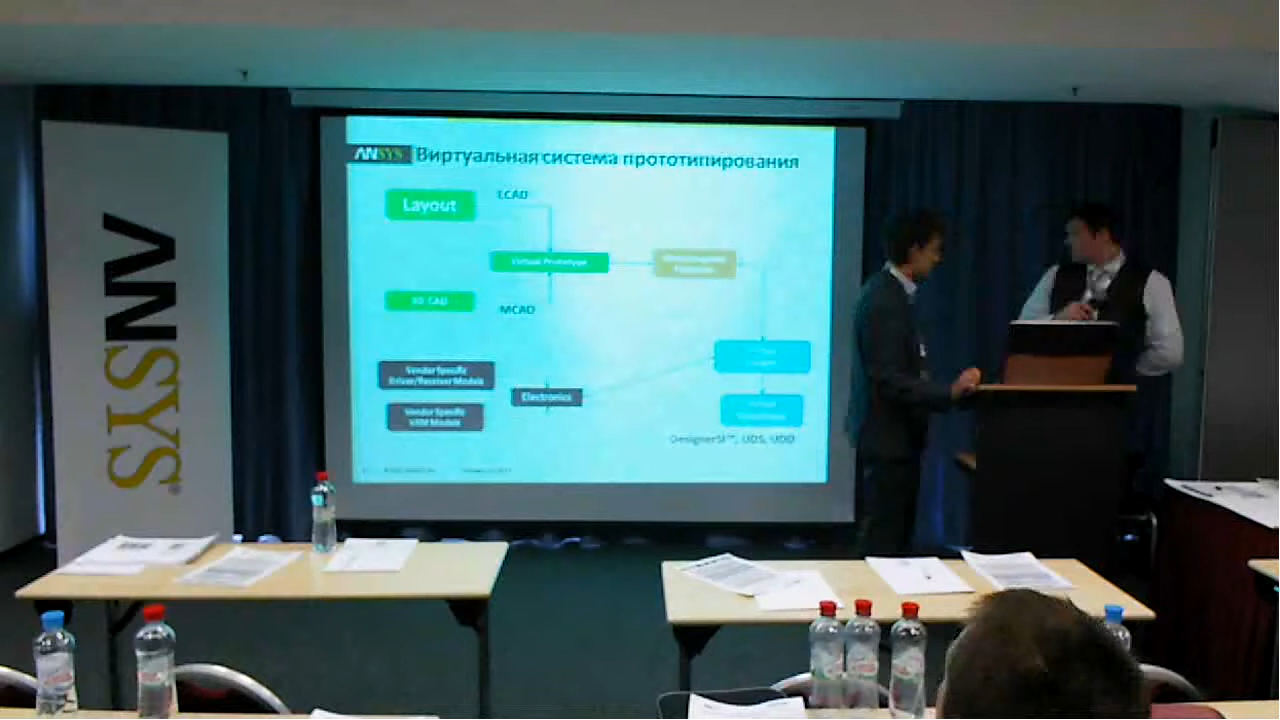 ANSYS
ANSYS Виртуальная система прототипирования
Layout
ECAD
Virtual Prototype
3D CAD
MCAD
Vendor Specific
Driver/Receiver Models
Electronics
Vendor Specific
VRM Models
DesignerSI™, UDS, UDD